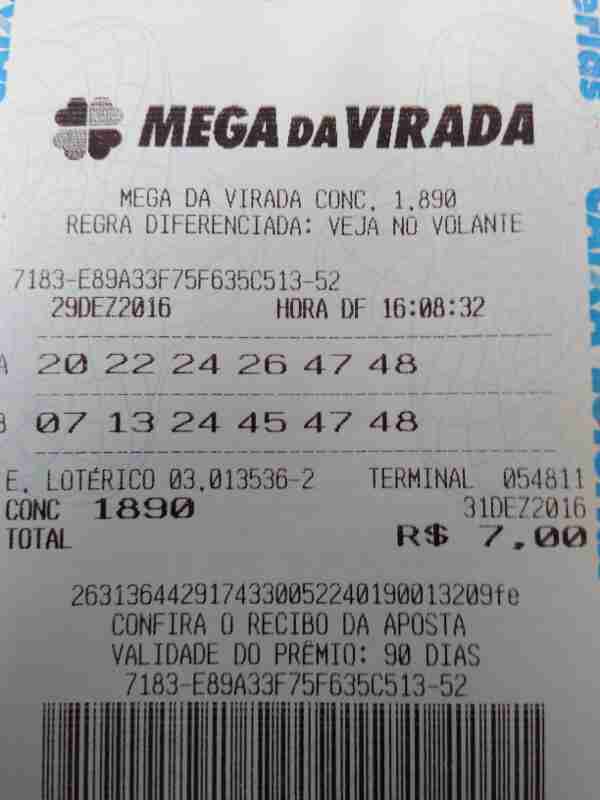 MEGA DA VIRADA
MEGA DA VIRADA CONC. 1.890
REGRA DIFERENCIADA: VEJA NO VOLANTE
7183-E89A33F75F635C513-52
29DEZ2016 HORA DF 16:08:32
A 20 22 24 26 47 48
B 07 13 24 45 47 48
E. LOTÉRICO 03.013536-2 TERMINAL 054811
CONC 1890 31DEZ2016
TOTAL R$ 7,00
2631364429174330052240190013209fe
CONFIRA O RECIBO DA APOSTA
VALIDADE DO PRÊMIO: 90 DIAS
7183-E89A33F75F635C513-52